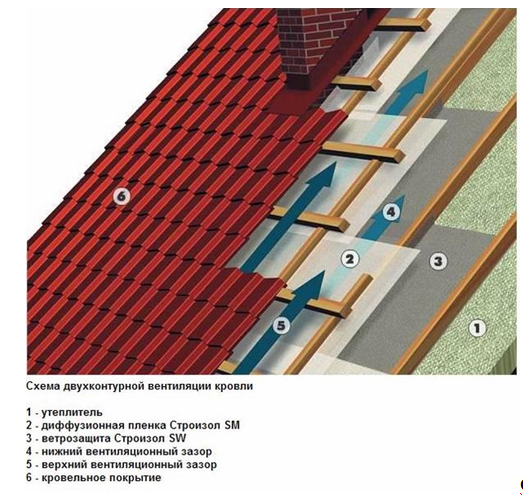 6
4
2
3
5
1
Схема двухконтурной вентиляции кровли
1 - утеплитель
2 - диффузионная пленка Строизол SM
3 - ветрозащита Строизол SW
4 - нижний вентиляционный зазор
5 - верхний вентиляционный зазор
6 - кровельное покрытие